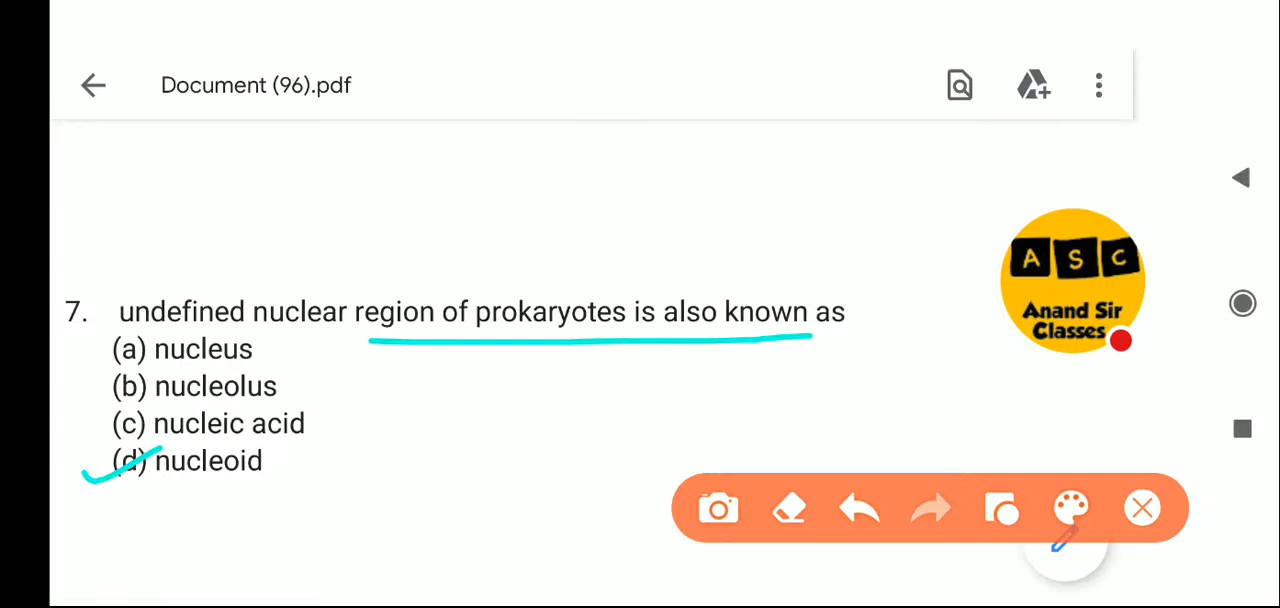 Document (96).pdf
A S C
Anand Sir
Classes
7. undefined nuclear region of prokaryotes is also known as
(a) nucleus
(b) nucleolus
(c) nucleic acid
(d) nucleoid